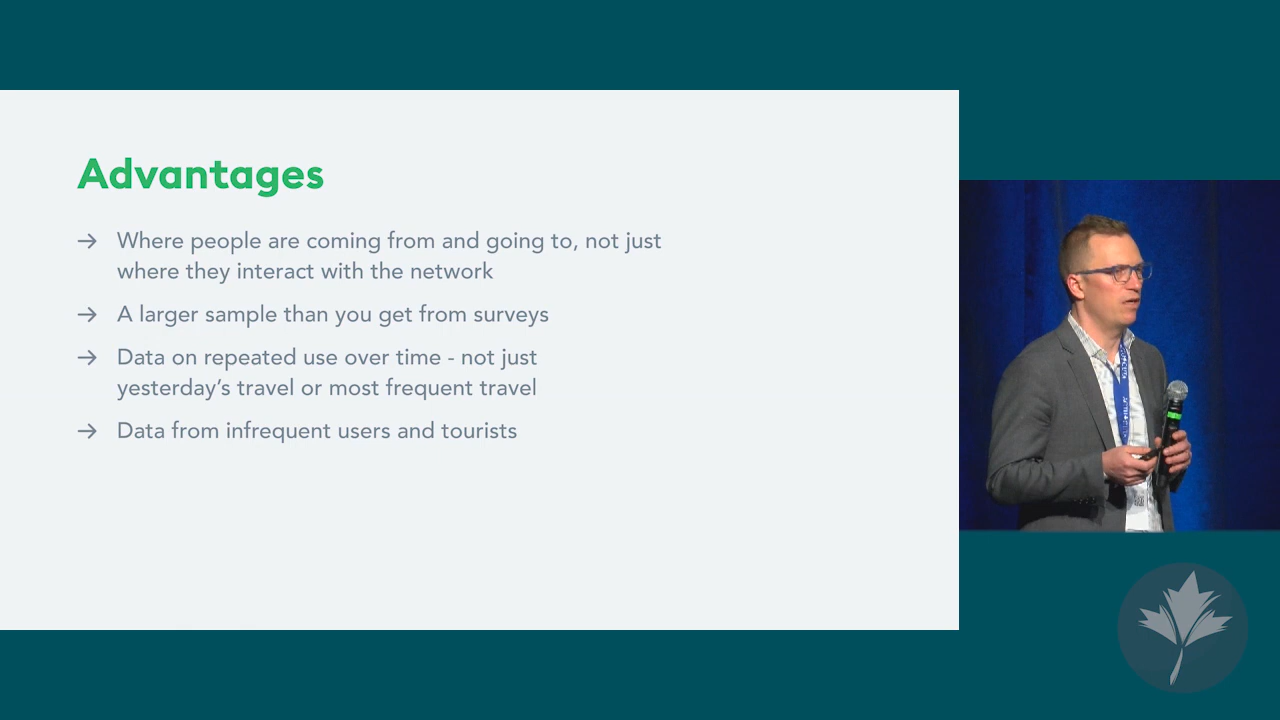 Advantages
→ Where people are coming from and going to, not just
where they interact with the network
→ A larger sample than you get from surveys
→ Data on repeated use over time - not just
yesterday’s travel or most frequent travel
→ Data from infrequent users and tourists